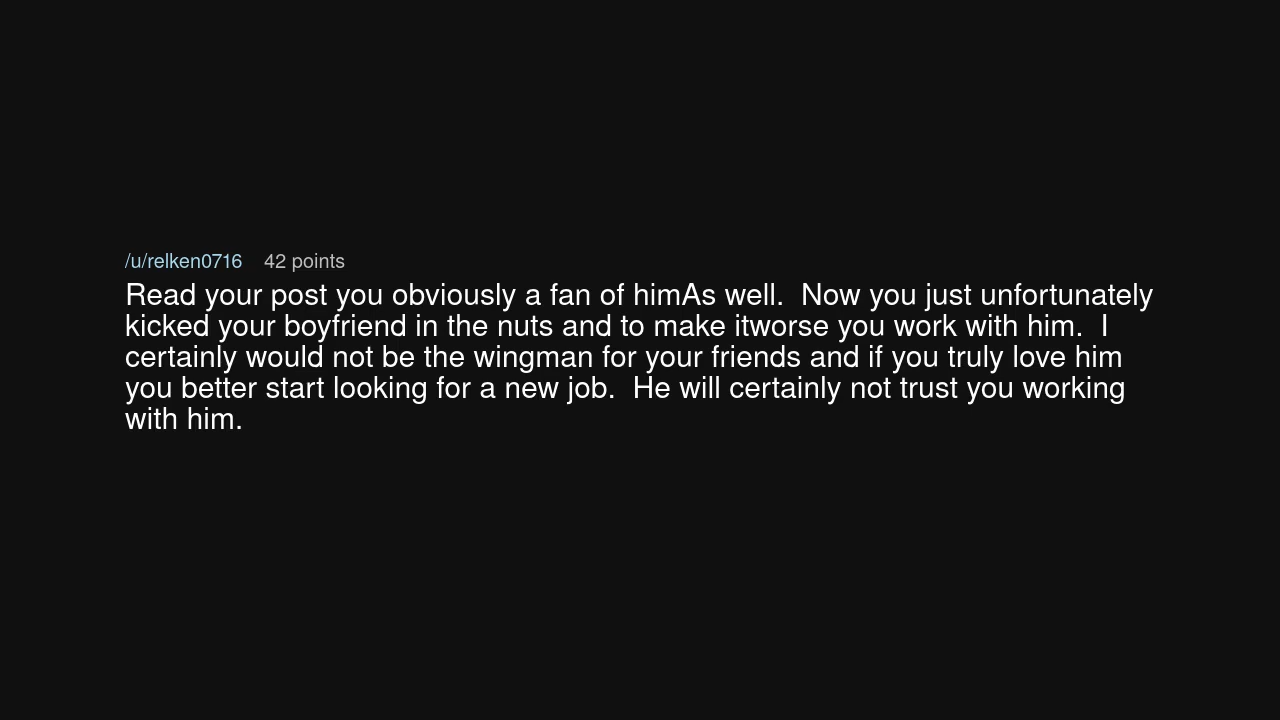 /u/relken0716 42 points
Read your post you obviously a fan of himAs well.  Now you just unfortunately
kicked your boyfriend in the nuts and to make itworse you work with him.  I
certainly would not be the wingman for your friends and if you truly love him
you better start looking for a new job.  He will certainly not trust you working
with him.